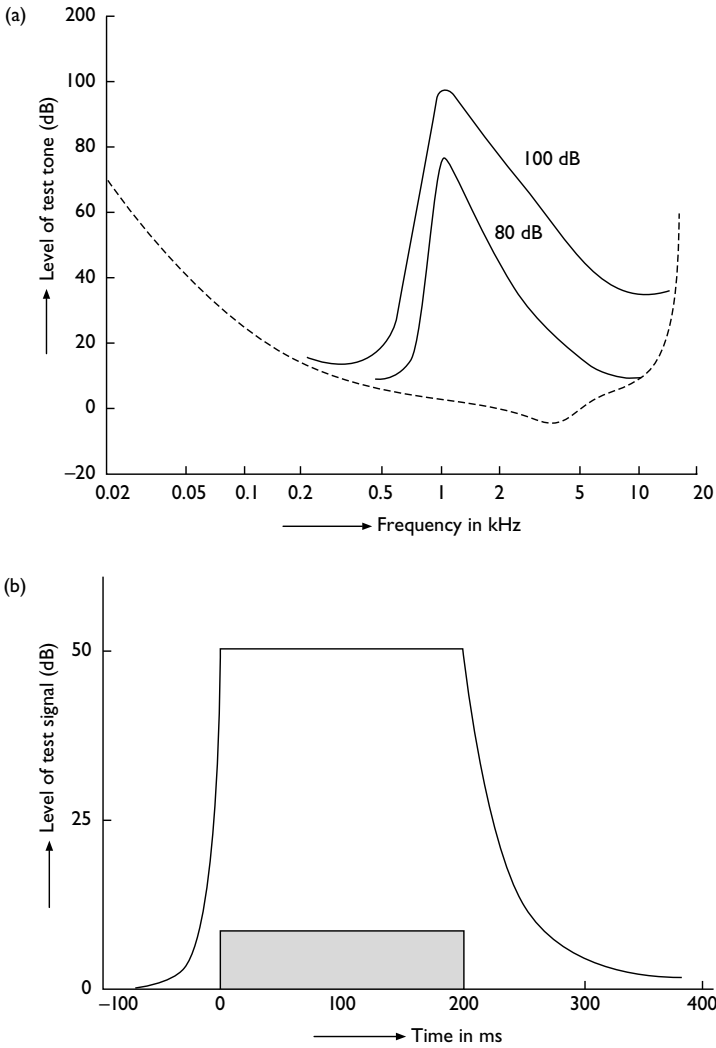 (a)
200
100
80
60
40
20
0
–20
Level of test tone (dB)
100 dB
80 dB
0.02 0.05 0.1 0.2 0.5 1 2 5 10 20
Frequency in kHz
(b)
50
25
0
Level of test signal (dB)
–100 0 100 200 300 400
Time in ms